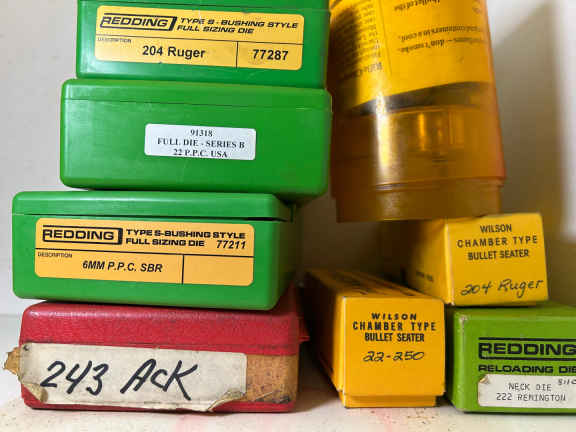 REDDING
TYPE S - BUSHING STYLE
FULL SIZING DIE
DESCRIPTION
204 Ruger
77287
91318
FULL DIE - SERIES B
22 P.P.C. USA
REDDING
TYPE S-BUSHING STYLE
FULL SIZING DIE 77211
DESCRIPTION
6MM P.P.C. SBR
243 AcK
WILSON
CHAMBER TYPE
BULLET SEATER
204 Ruger
WILSON
CHAMBER TYPE
BULLET SEATER
22-250
REDDING
RELOADING DIE
NECK DIE
222 REMINGTON